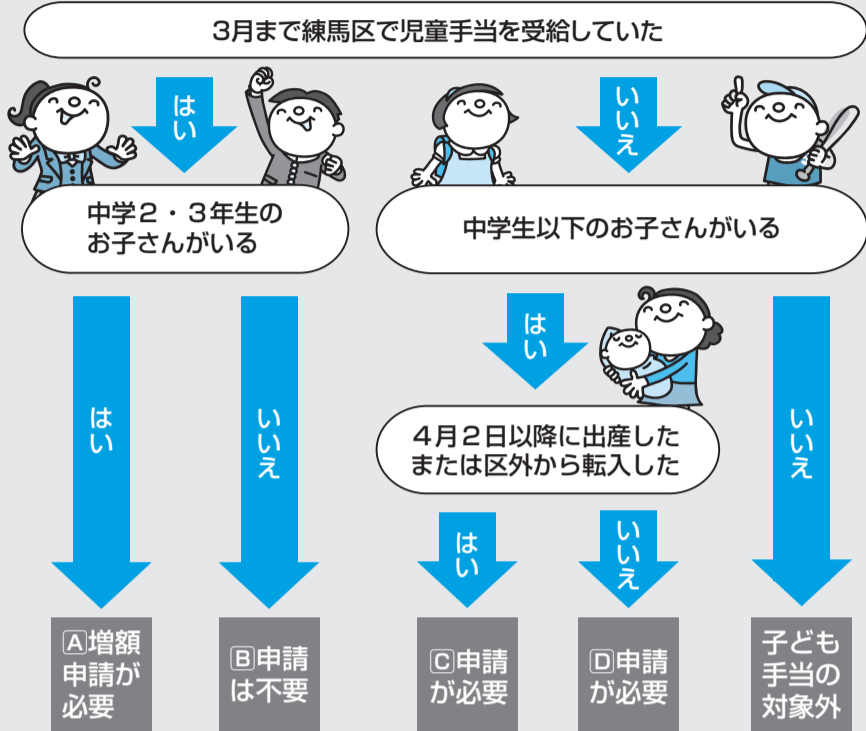 3月まで練馬区で児童手当を受給していた
はい
いいえ
中学2・3年生の
お子さんがいる
中学生以下のお子さんがいる
はい
いいえ
はい
いいえ
4月2日以降に出産した
または区外から転入した
はい
いいえ
A増額
申請が
必要
B申請
は不要
C申請
が必要
D申請
が必要
子ども
手当の
対象外